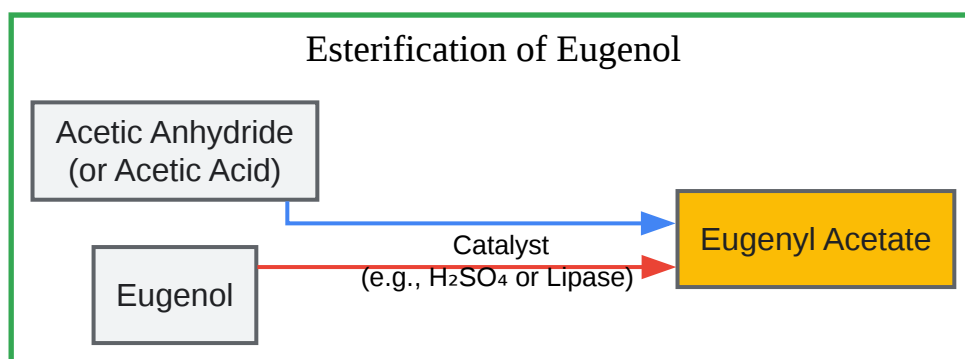 Esterification of Eugenol
Acetic Anhydride
(or Acetic Acid)
Catalyst
(e.g., H₂SO₄ or Lipase)
Eugenol
Eugenyl Acetate